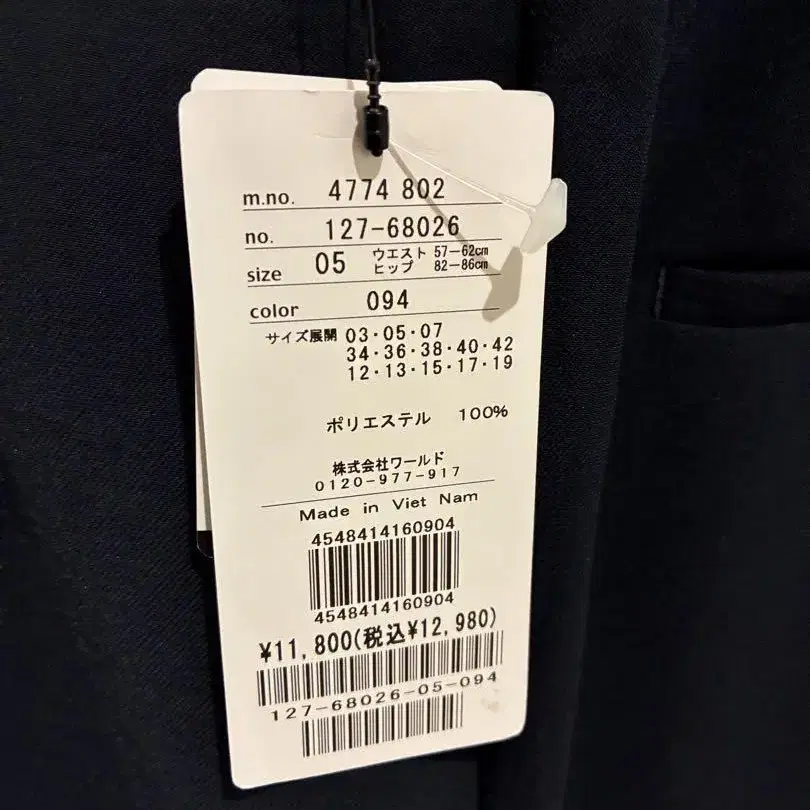 m.no. 4774 802
no. 127-68026
size 05 ウエスト 57-62cm
ヒップ 82-86cm
color 094
サイズ展開 03・05・07
34・36・38・40・42
12・13・15・17・19
ポリエステル 100%
株式会社ワールド
0120-977-917
Made in Viet Nam
4548414160904
4548414160904
¥11,800(税込¥12,980)
127-68026-05-094